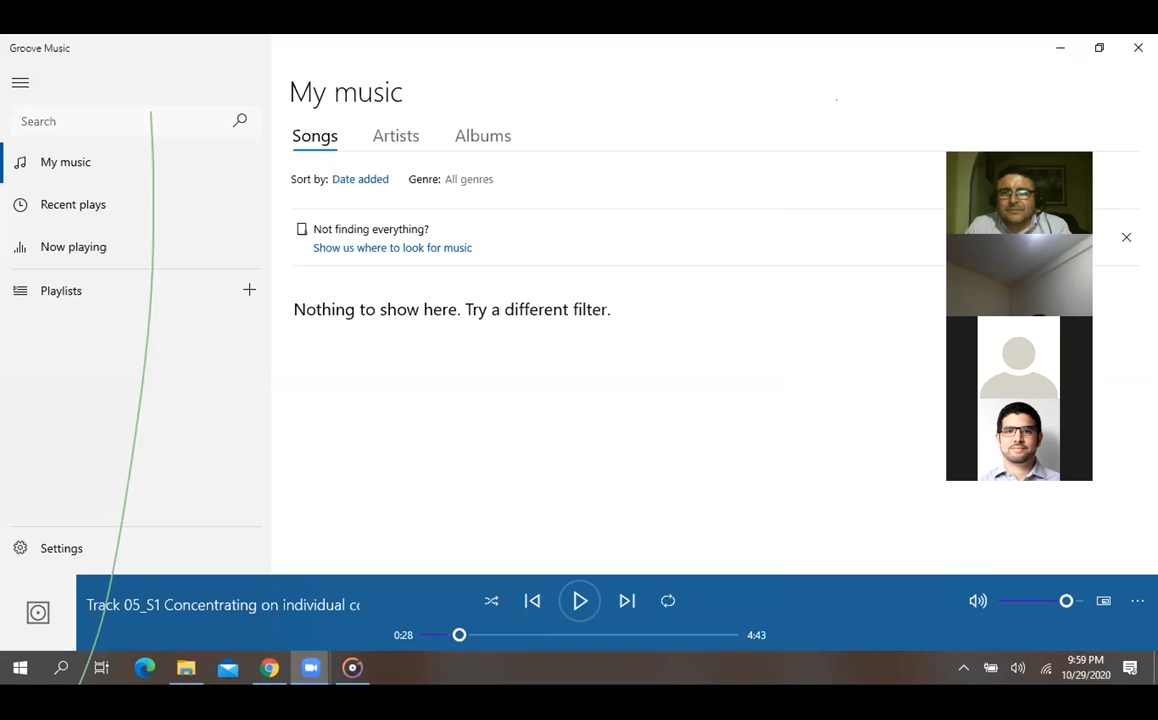 Groove Music
Search
My music
Recent plays
Now playing
Playlists
Settings
My music
Songs Artists Albums
Sort by: Date added Genre: All genres
Not finding everything?
Show us where to look for music
Nothing to show here. Try a different filter.
Track 05_S1 Concentrating on individual
0:28 4:43
9:59 PM
10/29/2020